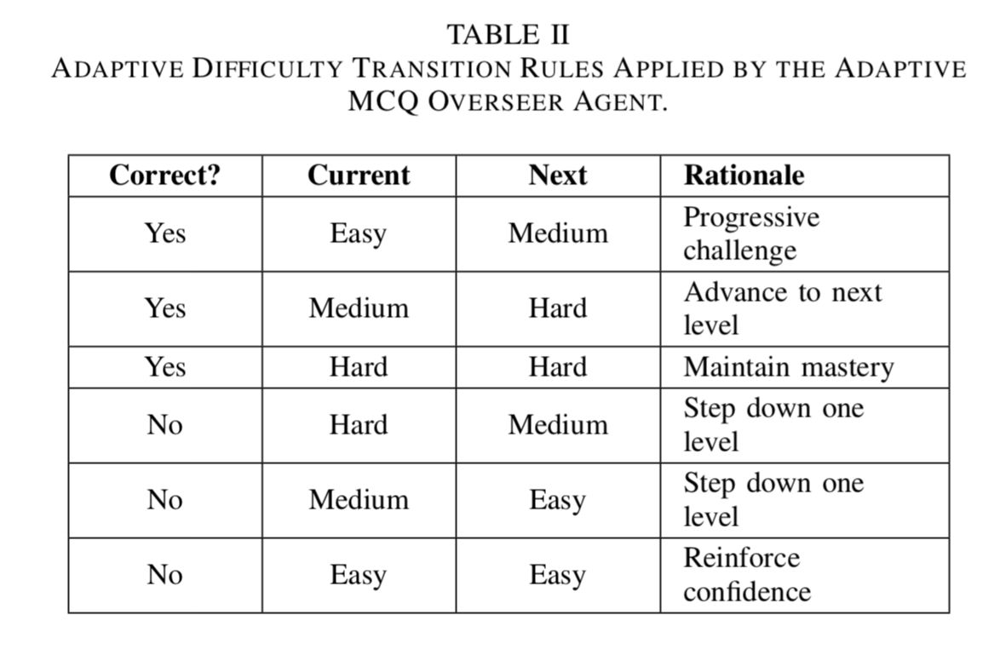 TABLE II
ADAPTIVE DIFFICULTY TRANSITION RULES APPLIED BY THE ADAPTIVE
MCQ OVERSEER AGENT.
Correct? Current Next Rationale
Yes Easy Medium Progressive
challenge
Yes Medium Hard Advance to next
level
Yes Hard Hard Maintain mastery
No Hard Medium Step down one
level
No Medium Easy Step down one
level
No Easy Easy Reinforce
confidence